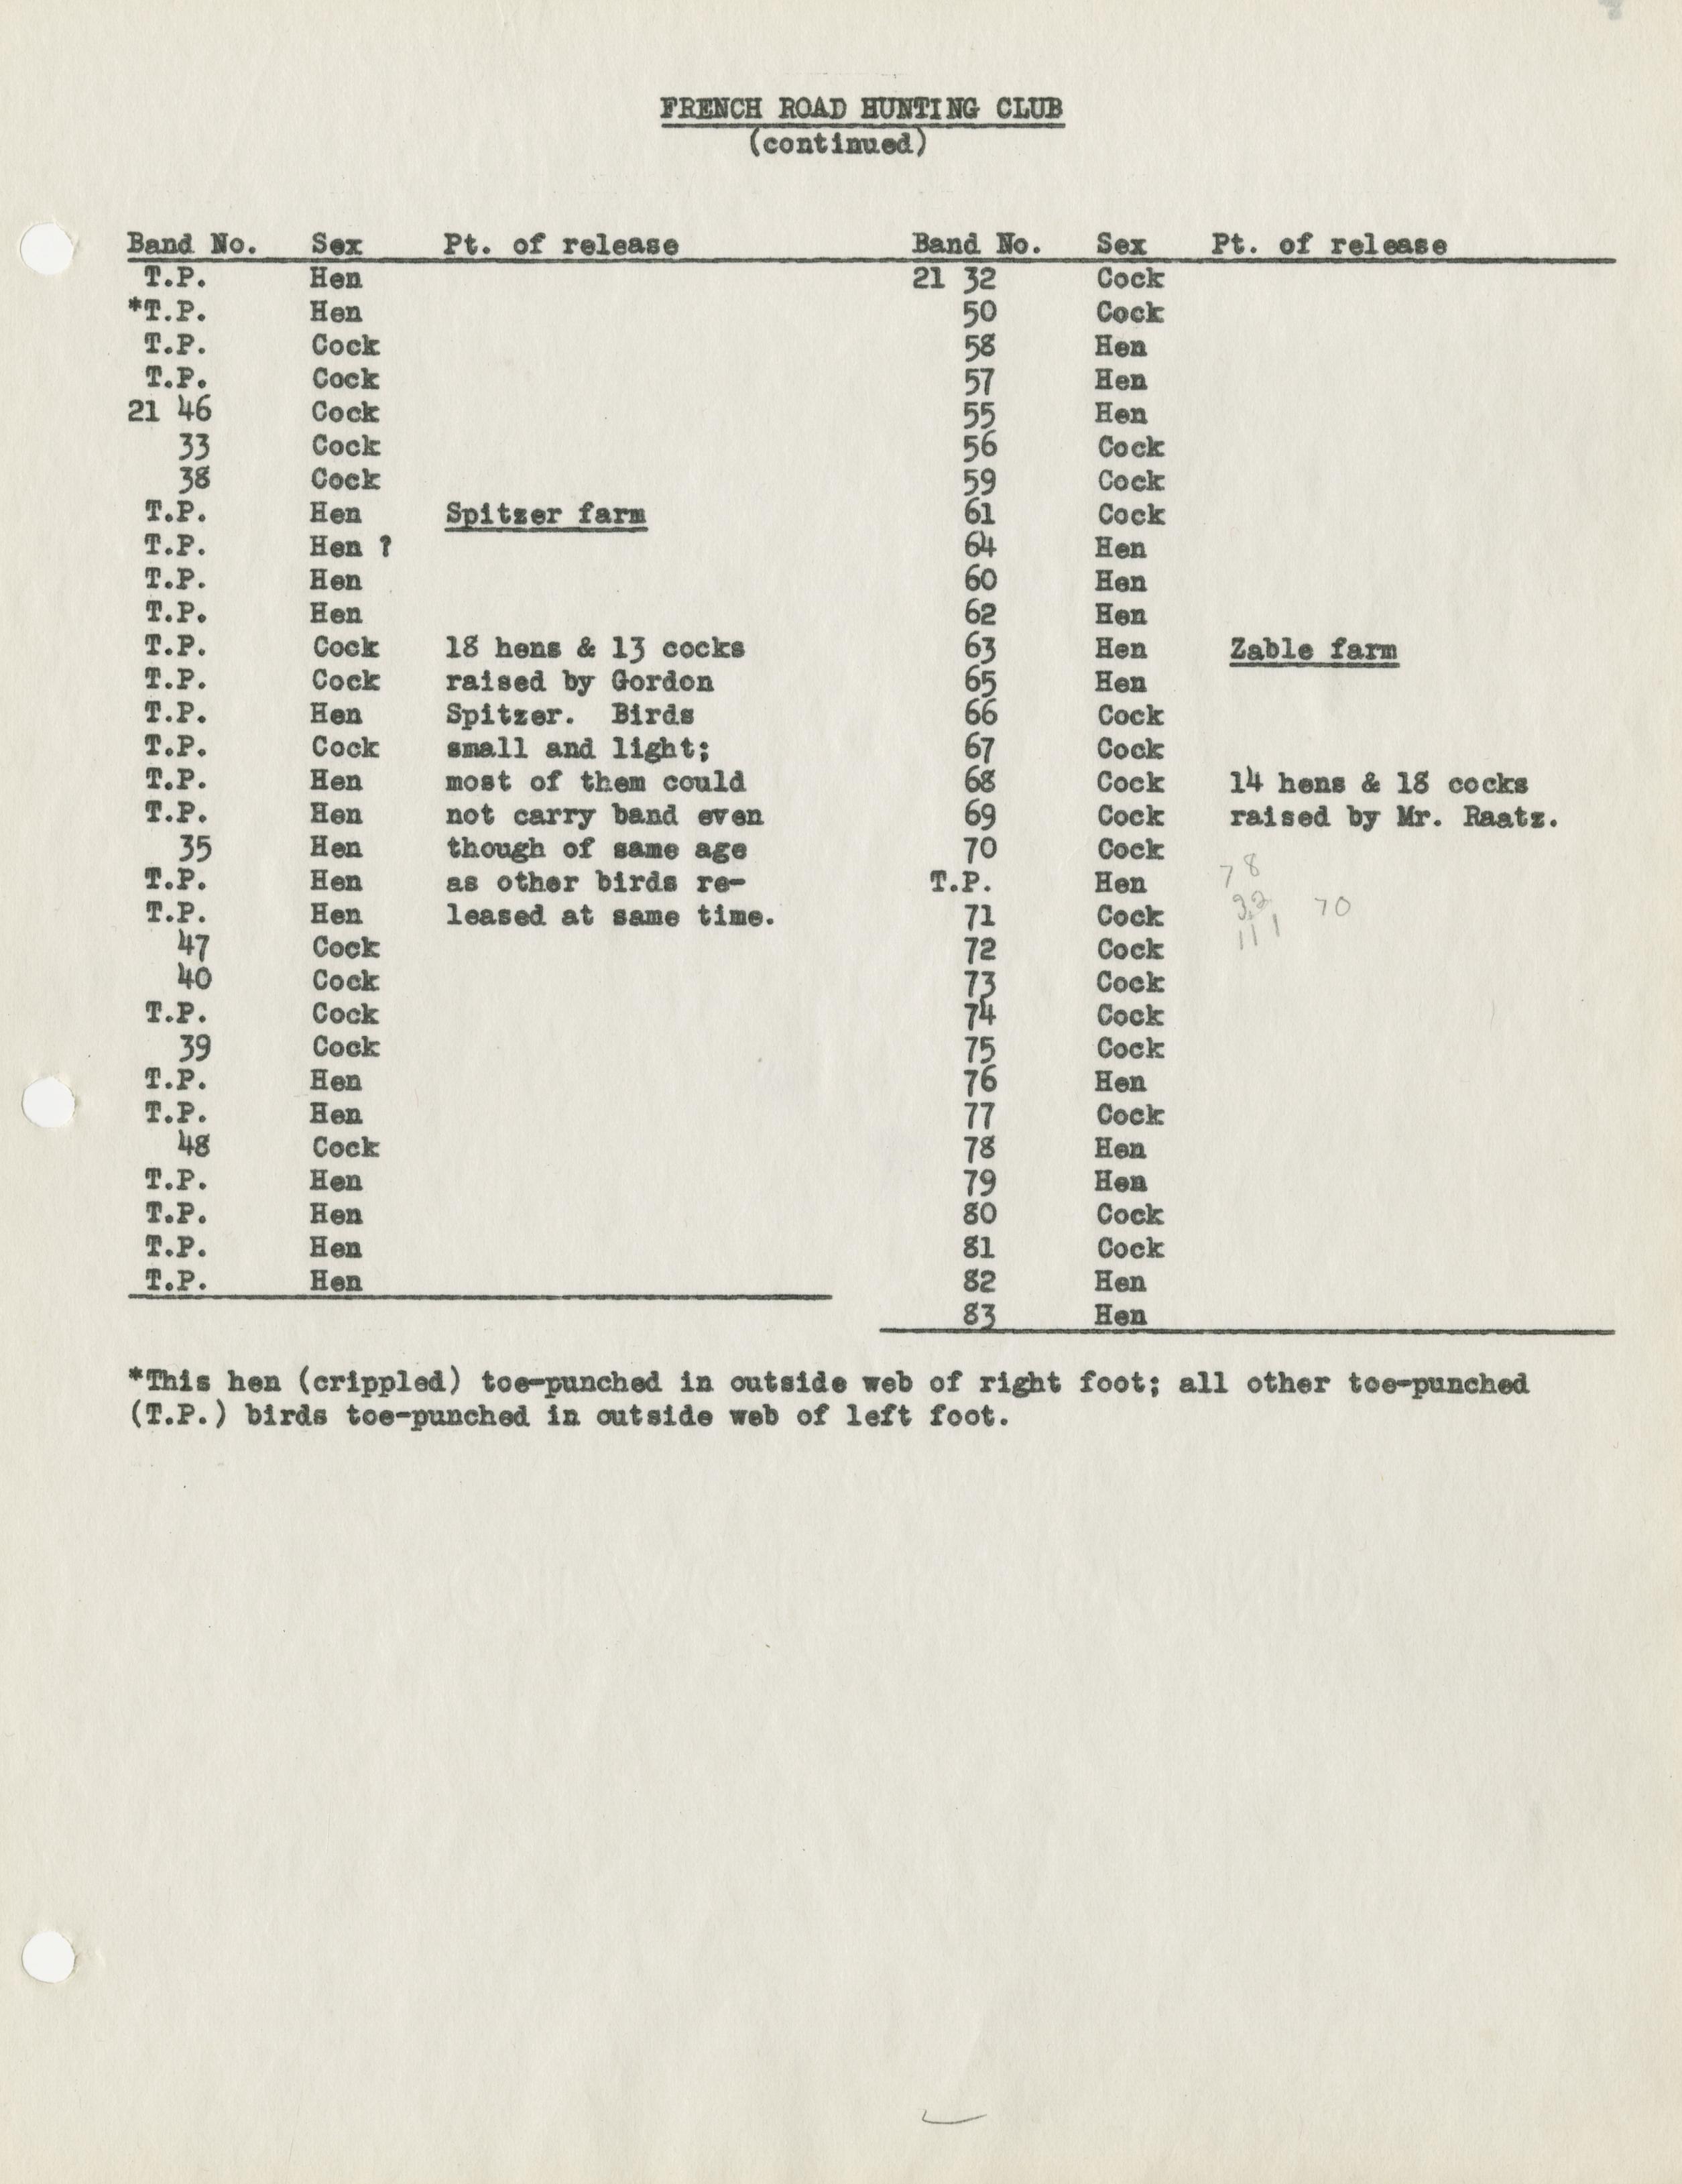 FRENCH ROAD HUNTING CLUB
(continued)
Band No. Sex Pt. of release
T.P. Hen
*T.P. Hen
T.P. Cock
T.P. Cock
21 46 Cock
33 Cock
38 Cock
T.P. Hen Spitzer farm
T.P. Hen ?
T.P. Hen
T.P. Hen
T.P. Cock 18 hens & 13 cocks
T.P. Cock raised by Gordon
T.P. Hen Spitzer. Birds
T.P. Cock small and light;
T.P. Hen most of them could
T.P. Hen not carry band even
35 Hen though of same age
T.P. Hen as other birds re-
T.P. Hen leased at same time.
47 Cock
40 Cock
T.P. Cock
39 Cock
T.P. Hen
T.P. Hen
48 Cock
T.P. Hen
T.P. Hen
T.P. Hen
T.P. Hen
Band No. Sex Pt. of release
21 32 Cock
50 Cock
58 Hen
57 Hen
55 Hen
56 Cock
59 Cock
61 Cock
64 Hen
60 Hen
62 Hen
63 Hen Zable farm
65 Hen
66 Cock
67 Cock
68 Cock 14 hens & 18 cocks
69 Cock raised by Mr. Raatz.
70 Cock
T.P. Hen 78
71 Cock 32 70
72 Cock 111
73 Cock
74 Cock
75 Cock
76 Hen
77 Cock
78 Hen
79 Hen
80 Cock
81 Cock
82 Hen
83 Hen
*This hen (crippled) toe-punched in outside web of right foot; all other toe-punched
(T.P.) birds toe-punched in outside web of left foot.